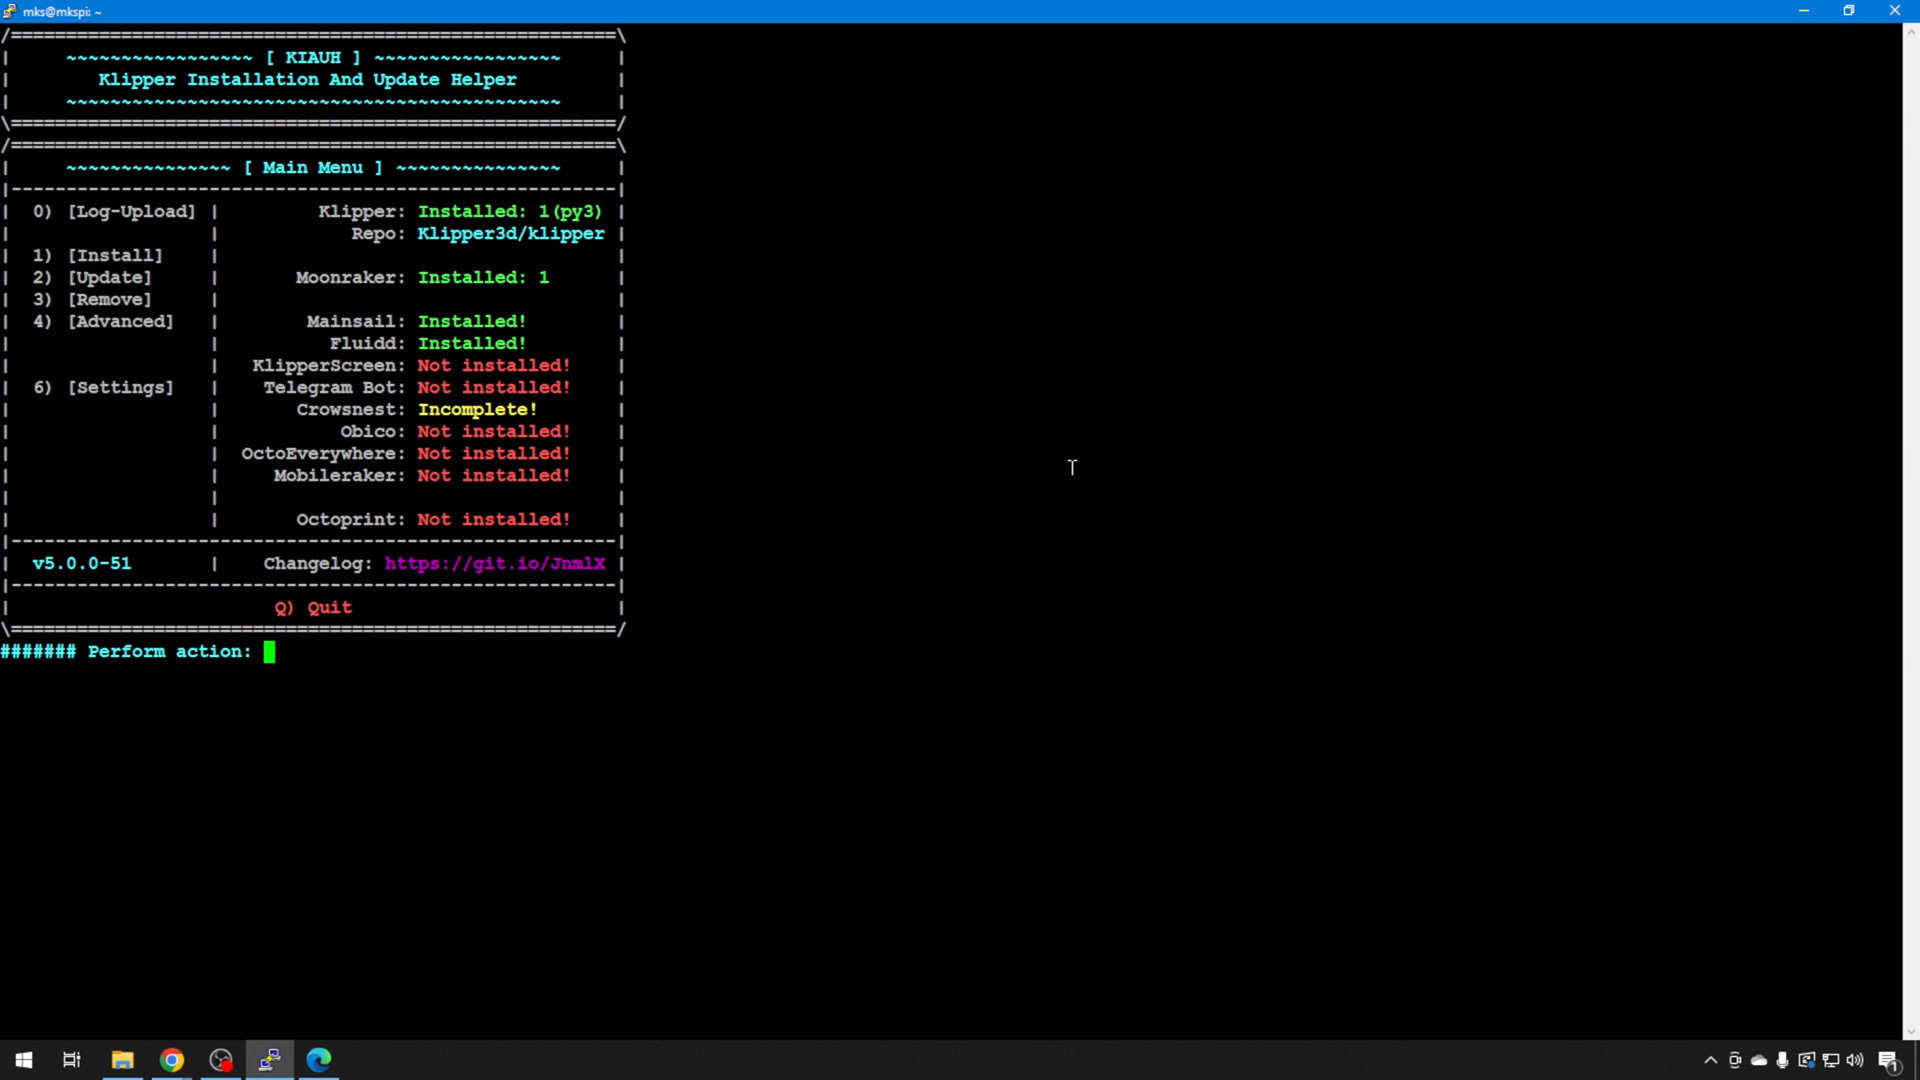 mks@mkspi: ~
/=======================================================\
| ~~~~~~~~~~~~~~~~~ [ KIAUH ] ~~~~~~~~~~~~~~~~~ |
| Klipper Installation And Update Helper |
| ~~~~~~~~~~~~~~~~~~~~~~~~~~~~~~~~~~~~~~~~~~~~~ |
\=======================================================/
/=======================================================\
| ~~~~~~~~~~~~~~~ [ Main Menu ] ~~~~~~~~~~~~~~~ |
|-------------------------------------------------------|
| 0) [Log-Upload] | Klipper: Installed: 1(py3) |
| | Repo: Klipper3d/klipper |
| 1) [Install] | |
| 2) [Update] | Moonraker: Installed: 1 |
| 3) [Remove] | |
| 4) [Advanced] | Mainsail: Installed! |
| | Fluidd: Installed! |
| | KlipperScreen: Not installed! |
| 6) [Settings] | Telegram Bot: Not installed! |
| | Crowsnest: Incomplete! |
| | Obico: Not installed! |
| | OctoEverywhere: Not installed! |
| | Mobileraker: Not installed! |
| | |
| | Octoprint: Not installed! |
|-------------------------------------------------------|
| v5.0.0-51 | Changelog: https://git.io/JnmlX |
|-------------------------------------------------------|
| Q) Quit |
\=======================================================/
####### Perform action:
1